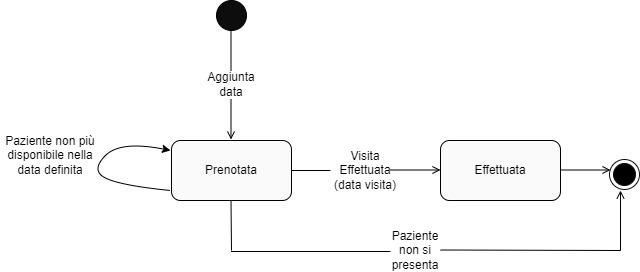 Aggiunta
data
Paziente non più
disponibile nella
data definita
Prenotata
Visita
Effettuata
(data visita)
Effettuata
Paziente
non si
presenta